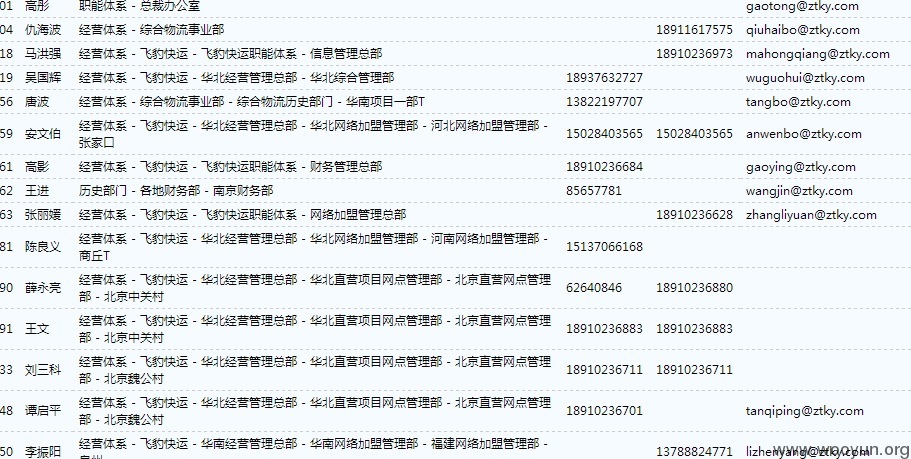 01 高彤 职能体系 - 总裁办公室 gaotong@ztky.com
04 仇海波 经营体系 - 综合物流事业部 18911617575 qiuhaibo@ztky.com
18 马洪强 经营体系 - 飞豹快运 - 飞豹快运职能体系 - 信息管理总部 18910236973 mahongqiang@ztky.com
19 吴国辉 经营体系 - 飞豹快运 - 华北经营管理总部 - 华北综合管理部 18937632727 wuguohui@ztky.com
56 唐波 经营体系 - 综合物流事业部 - 综合物流历史部门 - 华南项目一部T 13822197707 tangbo@ztky.com
59 安文伯 经营体系 - 飞豹快运 - 华北经营管理总部 - 华北网络加盟管理部 - 河北网络加盟管理部 - 15028403565 15028403565 anwenbo@ztky.com
张家口
61 高影 经营体系 - 飞豹快运 - 飞豹快运职能体系 - 财务管理总部 18910236684 gaoying@ztky.com
62 王进 历史部门 - 各地财务部 - 南京财务部 85657781 wangjin@ztky.com
63 张丽媛 经营体系 - 飞豹快运 - 飞豹快运职能体系 - 网络加盟管理总部 18910236628 zhangliyuan@ztky.com
81 陈良义 经营体系 - 飞豹快运 - 华北经营管理总部 - 华北网络加盟管理部 - 河南网络加盟管理部 - 15137066168
商丘T
90 薛永亮 经营体系 - 飞豹快运 - 华北经营管理总部 - 华北直营项目网点管理部 - 北京直营网点管理 62640846 18910236880
部 - 北京中关村
91 王文 经营体系 - 飞豹快运 - 华北经营管理总部 - 华北直营项目网点管理部 - 北京直营网点管理 18910236883 18910236883
部 - 北京中关村
33 刘三科 经营体系 - 飞豹快运 - 华北经营管理总部 - 华北直营项目网点管理部 - 北京直营网点管理 18910236711 18910236711
部 - 北京魏公村
48 谭启平 经营体系 - 飞豹快运 - 华北经营管理总部 - 华北直营项目网点管理部 - 北京直营网点管理 18910236701 tanqiping@ztky.com
部 - 北京魏公村
50 李振阳 经营体系 - 飞豹快运 - 华南经营管理总部 - 华南网络加盟管理部 - 福建网络加盟管理部 - 13788824771 lizhenyang@ztky.com
www.wooyun.org